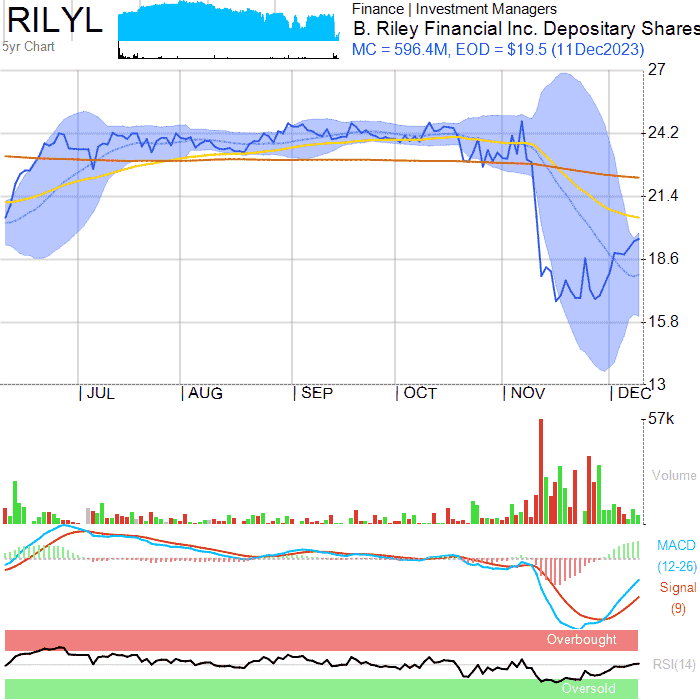 RILYL
5yr Chart
Finance | Investment Managers
B. Riley Financial Inc. Depositary Shares
MC = 596.4M, EOD = $19.5 (11Dec2023)
27
24.2
21.4
18.6
15.8
13
| JUL | AUG | SEP | OCT | NOV | DEC
57k
Volume
MACD
(12-26)
Signal
(9)
Overbought
RSI(14)
Oversold